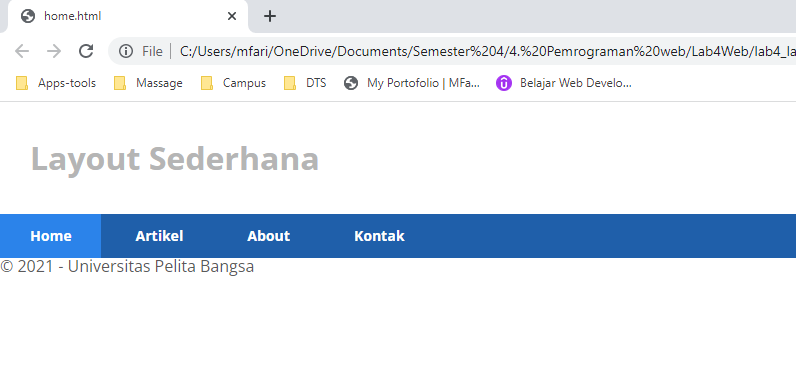 home.html
File | C:/Users/mfari/OneDrive/Documents/Semester%204/4.%20Pemrograman%20web/Lab4Web/lab4_la
Apps-tools Massage Campus DTS My Portofolio | MFa... Belajar Web Develo...
Layout Sederhana
Home Artikel About Kontak
© 2021 - Universitas Pelita Bangsa